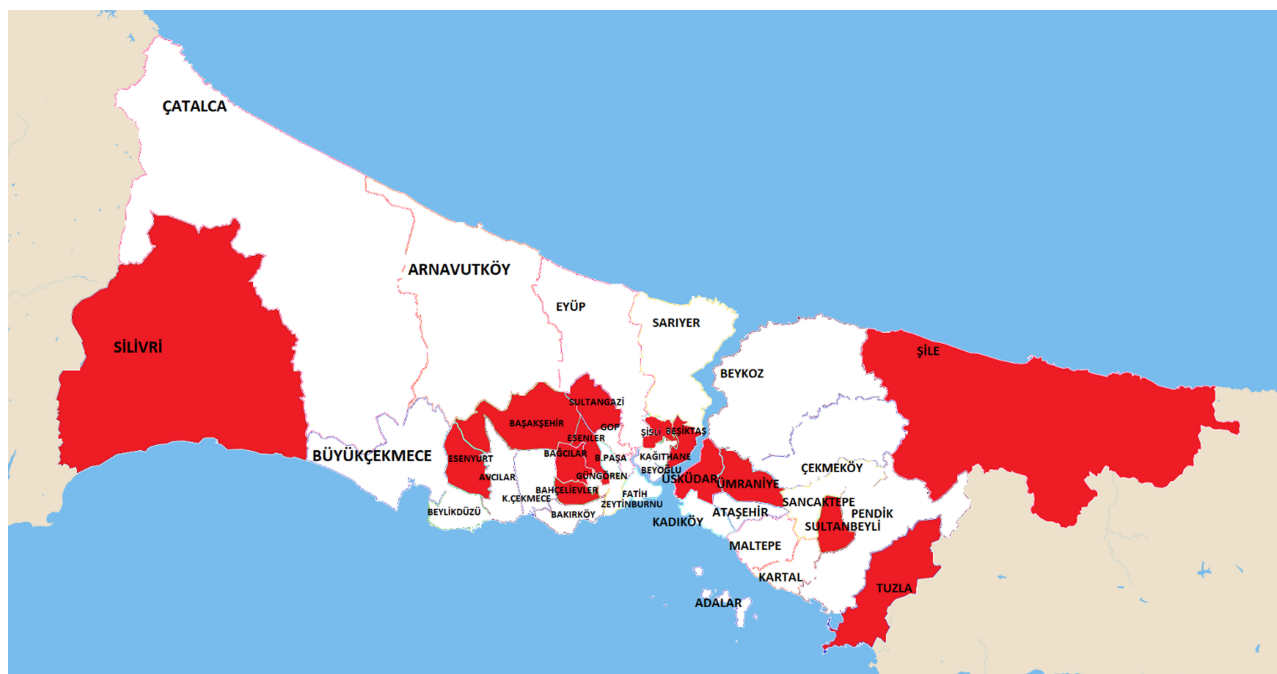 ÇATALCA
ARNAVUTKÖY
EYÜP
SARIYER
SİLİVRİ
ŞİLE
BEYKOZ
SULTANGAZİ
BAŞAKŞEHİR
GOP
ŞİSLİ
BEŞİKTAŞ
ESENLER
BÜYÜKÇEKMECE
ESENYURT
BAĞCILAR
B.PAŞA
KAĞITHANE
AVCILAR
GÜNGÖREN
BEYOĞLU
ÜSKÜDAR
ÜMRANİYE
ÇEKMEKÖY
K.ÇEKMECE
BAHÇELİEVLER
FATİH
ZEYTİNBURNU
BEYLİKDÜZÜ
BAKIRKÖY
KADIKÖY
ATAŞEHİR
SANCAKTEPE
PENDİK
SULTANBEYLİ
MALTEPE
KARTAL
TUZLA
ADALAR